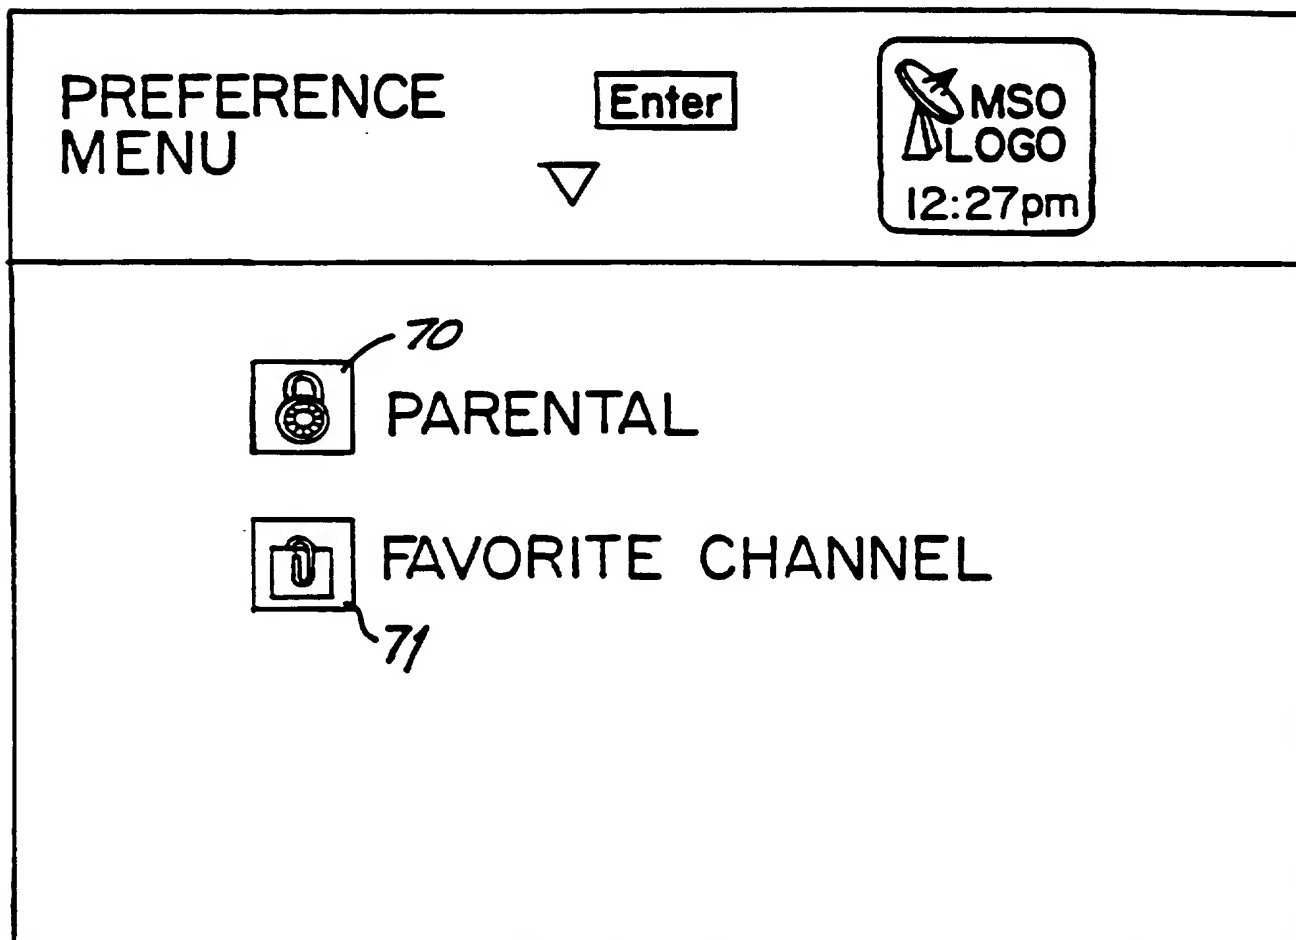 PREFERENCE
MENU
Enter
MSO
LOGO
12:27pm
70
PARENTAL
FAVORITE CHANNEL
71